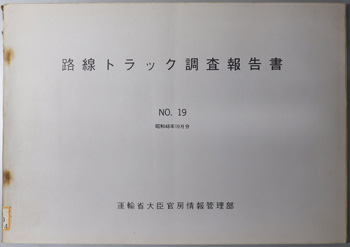 路線トラック調査報告書
NO. 19
昭和48年10月分
運輸省大臣官房情報管理部